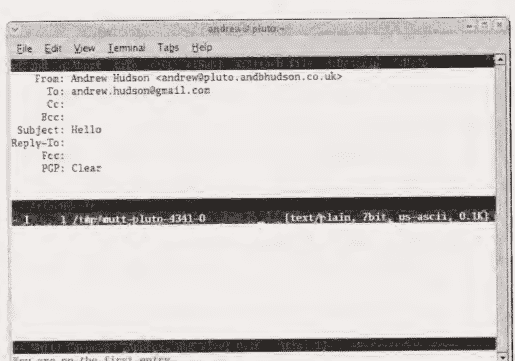 andrew@pluto:~
File Edit View Terminal Tabs Help
From: Andrew Hudson <andrew@pluto.andbhudson.co.uk>
To: andrew.hudson@gmail.com
Cc:
Bcc:
Subject: Hello
Reply-To:
Fcc:
PGP: Clear
I 1 /tmp/mutt-pluto-4341-0 [text/plain, 7bit, us-ascii, 0.1K]
You are on the first entry.